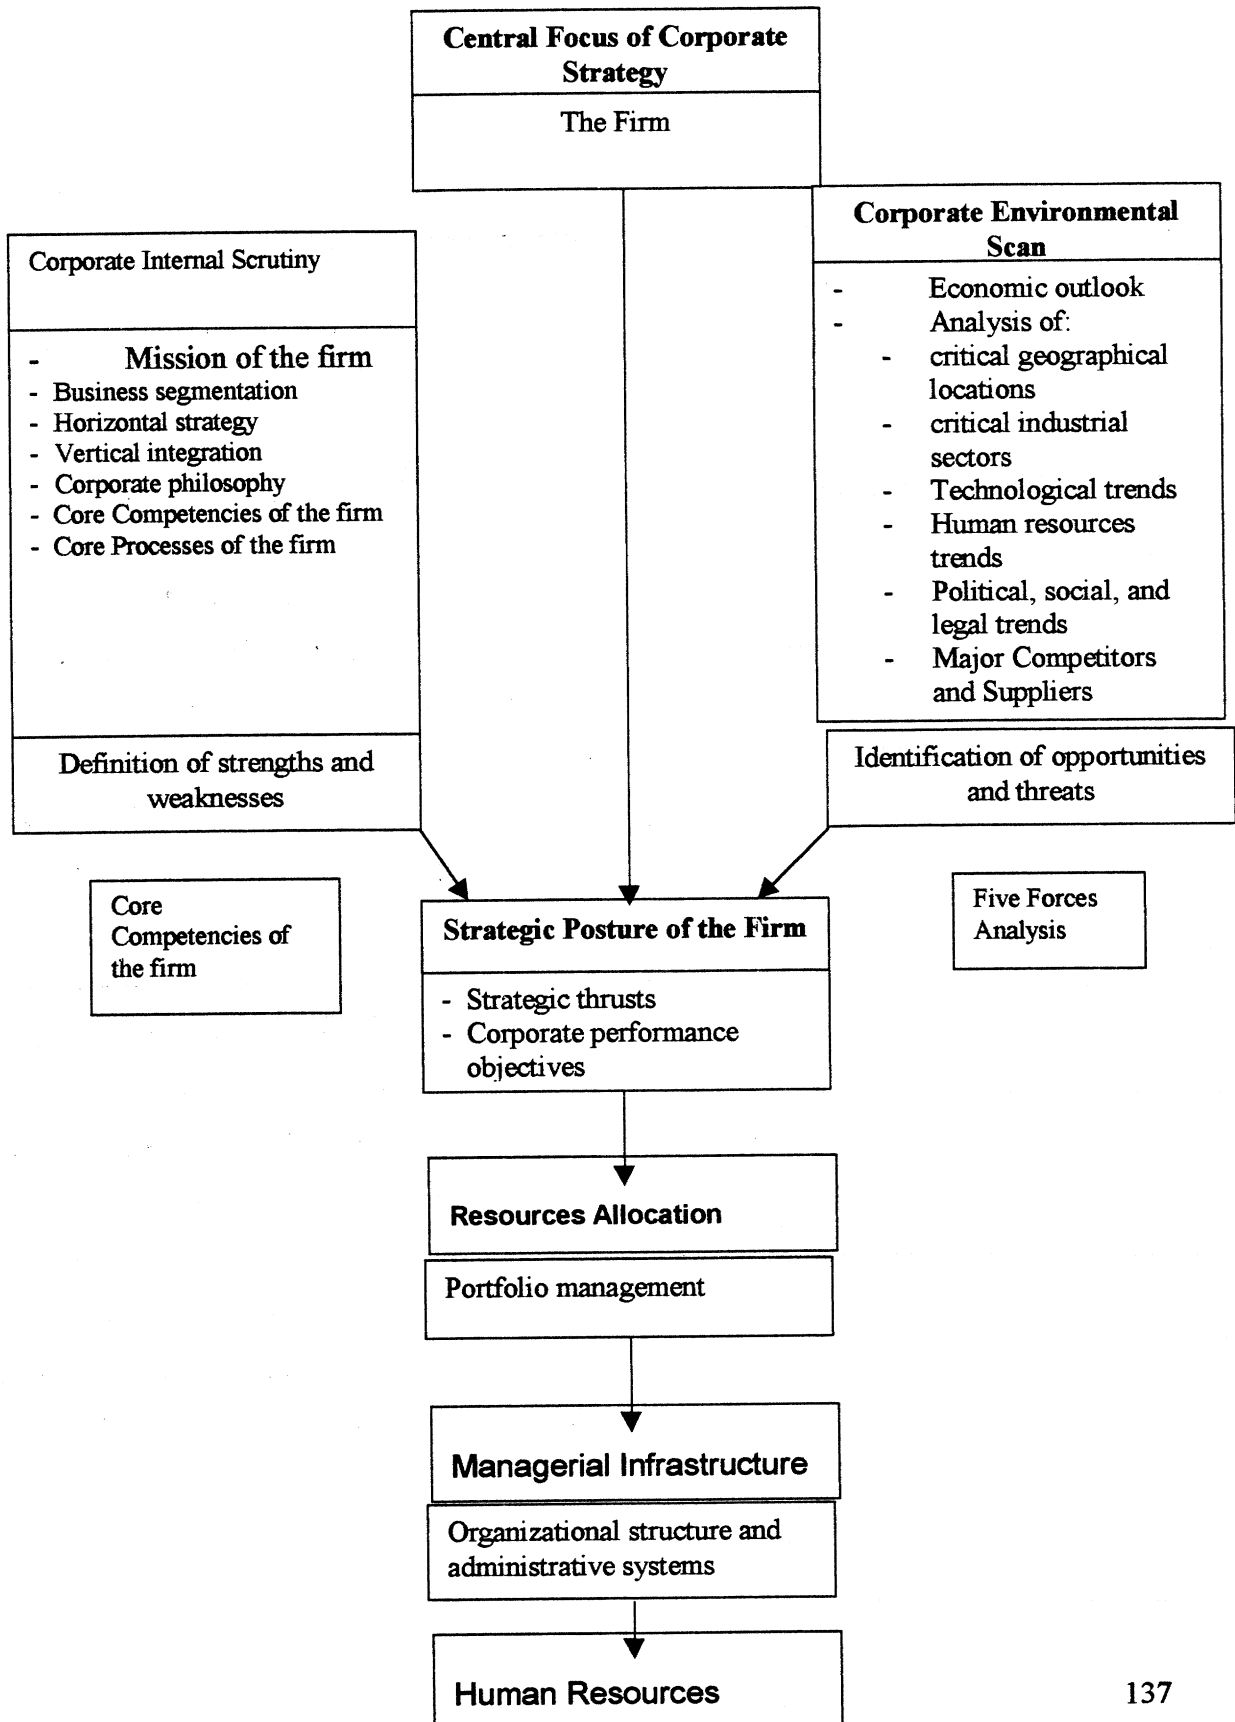 Central Focus of Corporate
Strategy
The Firm
Corporate Internal Scrutiny
- Mission of the firm
- Business segmentation
- Horizontal strategy
- Vertical integration
- Corporate philosophy
- Core Competencies of the firm
- Core Processes of the firm
Definition of strengths and
weaknesses
Corporate Environmental
Scan
- Economic outlook
- Analysis of:
- critical geographical
locations
- critical industrial
sectors
- Technological trends
- Human resources
trends
- Political, social, and
legal trends
- Major Competitors
and Suppliers
Identification of opportunities
and threats
Core
Competencies of
the firm
Five Forces
Analysis
Strategic Posture of the Firm
- Strategic thrusts
- Corporate performance
objectives
Resources Allocation
Portfolio management
Managerial Infrastructure
Organizational structure and
administrative systems
Human Resources
137